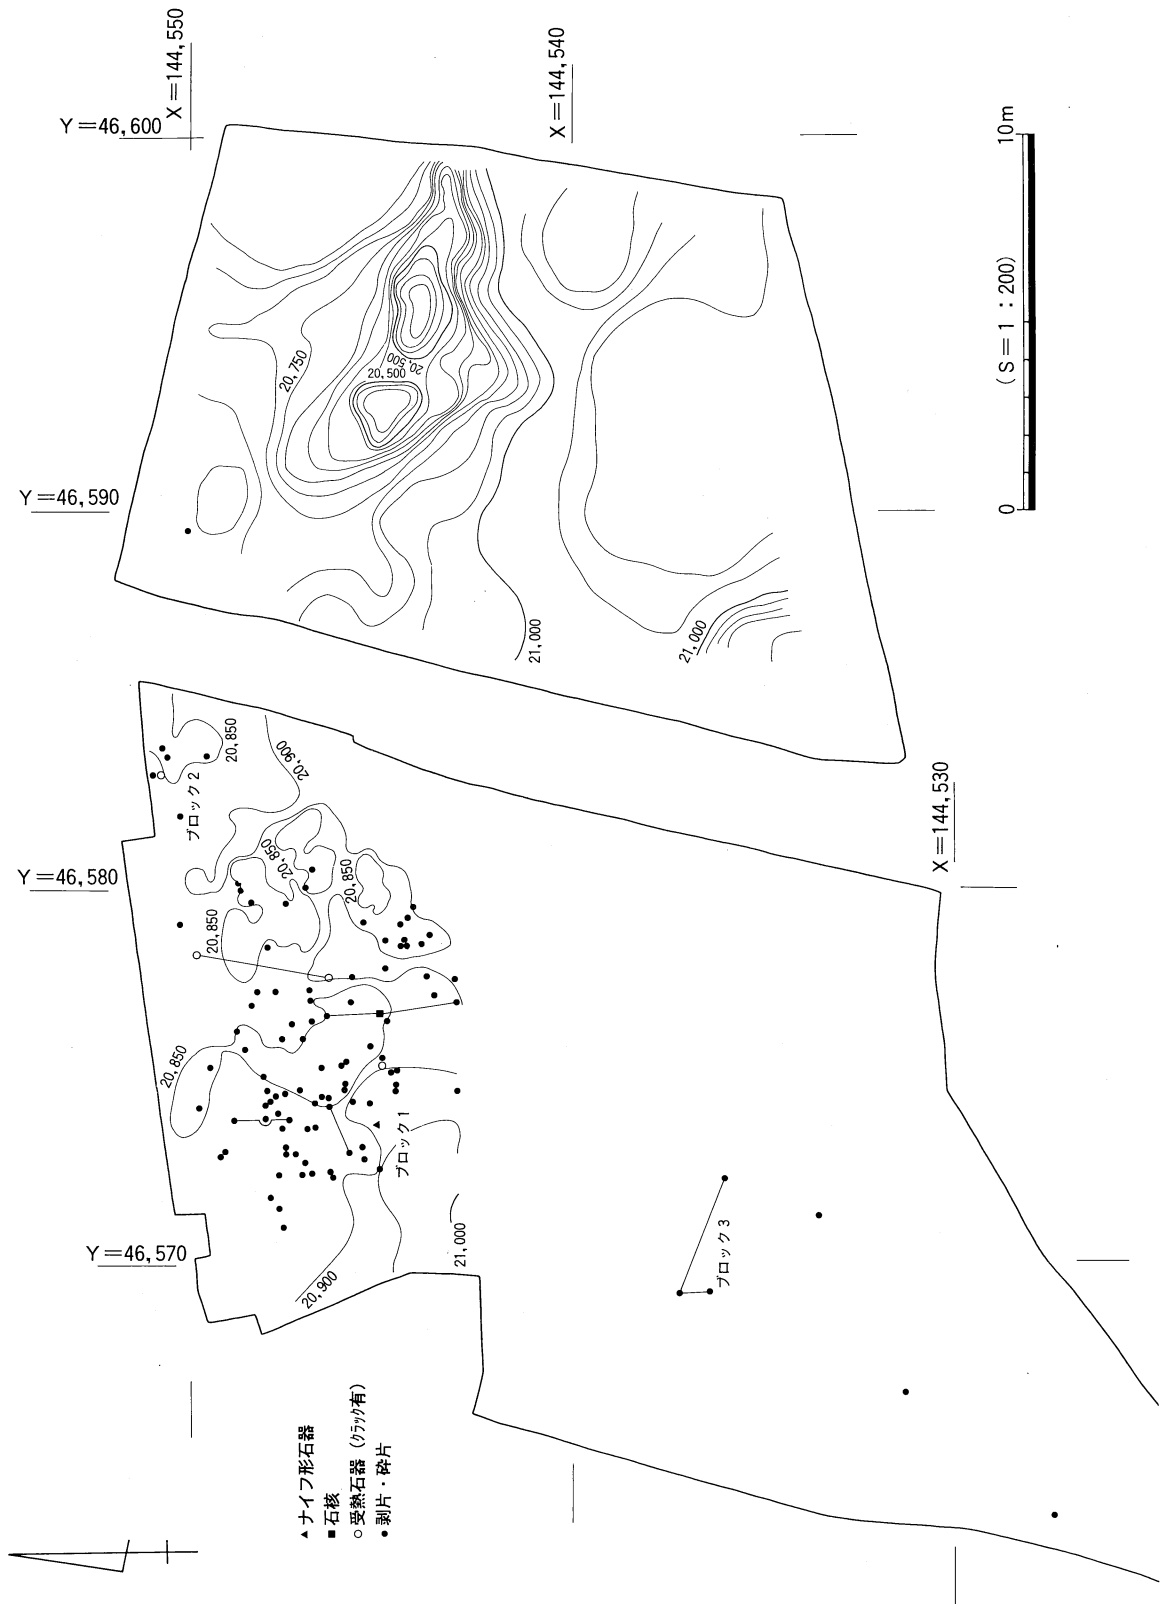 X=144,550
X=144,540
X=144,530
Y=46,600
Y=46,590
Y=46,580
Y=46,570
20,750
20,500
20,500
21,000
21,000
20,850
20,900
ブロック2
20,850
20,850
20,850
20,850
ブロック1
20,900
21,000
ブロック3
▲ナイフ形石器
■石核
○受熱石器(クラック有)
●剥片・砕片
0
(S=1:200)
10m